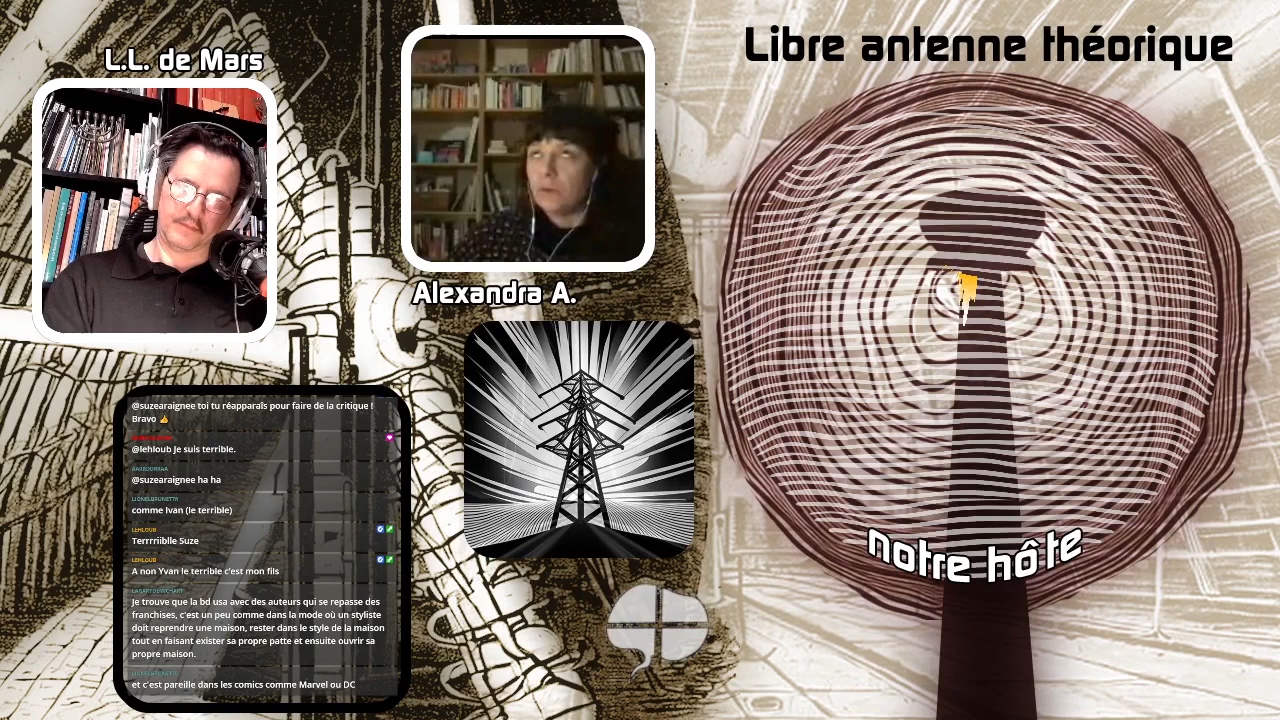 Libre antenne théorique
L.L. de Mars
Alexandra A.
@suzearaignee toi tu réapparaîs pour faire de la critique !
Bravo 👍
@lehloub Je suis terrible.
@suzearaignee ha ha
LIONELBRUNETTI
comme Ivan (le terrible)
LEHLOUB
Terrrriiblle Suze
LEHLOUB
A non Yvan le terrible c'est mon fils
Je trouve que la bd usa avec des auteurs qui se repasse des
franchises, c'est un peu comme dans la mode où un styliste
doit reprendre une maison, rester dans le style de la maison
tout en faisant exister sa propre patte et ensuite ouvrir sa
propre maison.
et c'est pareille dans les comics comme Marvel ou DC
notre hôte